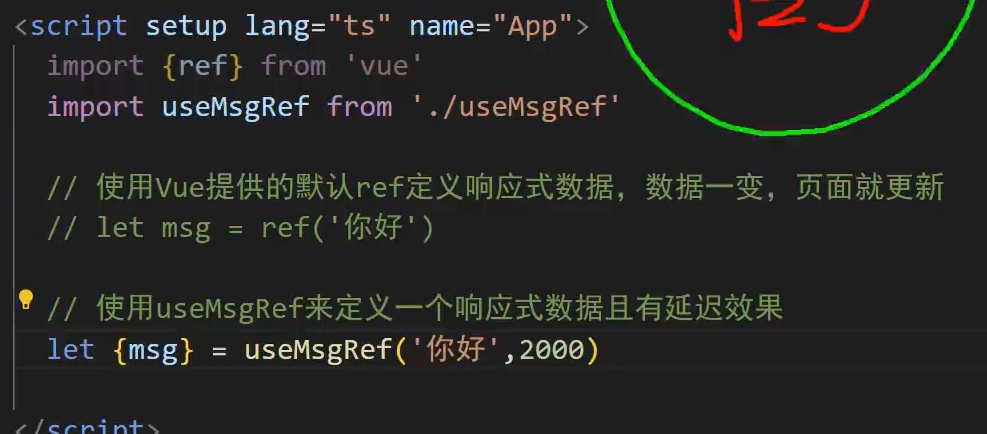 <script setup lang="ts" name="App">
import {ref} from 'vue'
import useMsgRef from './useMsgRef'
// 使用Vue提供的默认ref定义响应式数据，数据一变，页面就更新
// let msg = ref('你好')
// 使用useMsgRef来定义一个响应式数据且有延迟效果
let {msg} = useMsgRef('你好',2000)
</script>